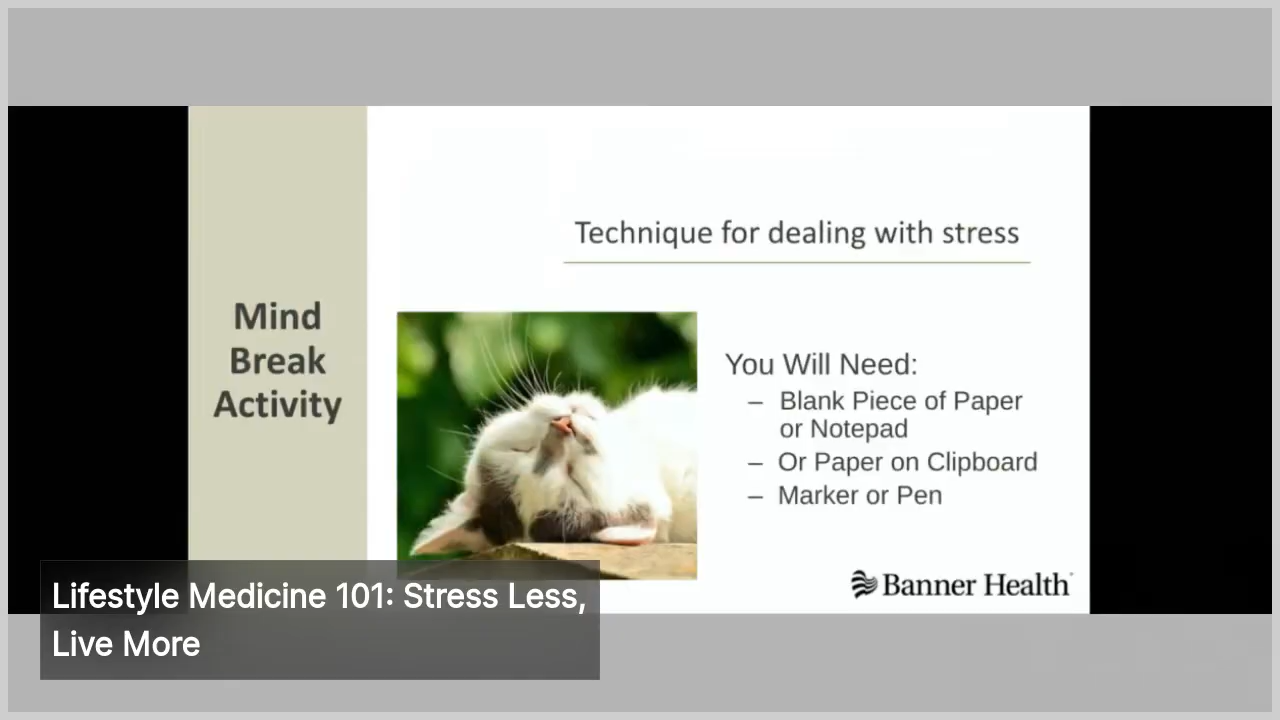 Technique for dealing with stress
Mind
Break
Activity
You Will Need:
– Blank Piece of Paper
or Notepad
– Or Paper on Clipboard
– Marker or Pen
Banner Health
Lifestyle Medicine 101: Stress Less,
Live More